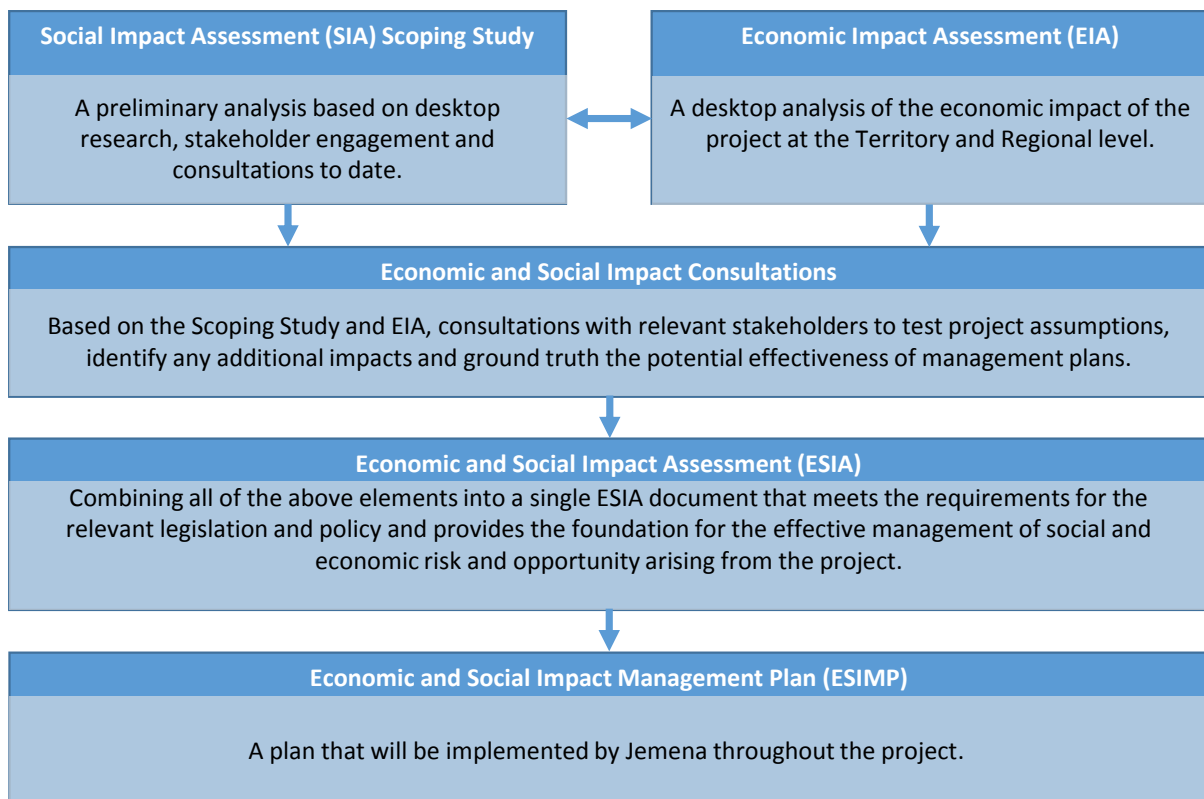 Social Impact Assessment (SIA) Scoping Study
A preliminary analysis based on desktop
research, stakeholder engagement and
consultations to date.
Economic Impact Assessment (EIA)
A desktop analysis of the economic impact of the
project at the Territory and Regional level.
Economic and Social Impact Consultations
Based on the Scoping Study and EIA, consultations with relevant stakeholders to test project assumptions,
identify any additional impacts and ground truth the potential effectiveness of management plans.
Economic and Social Impact Assessment (ESIA)
Combining all of the above elements into a single ESIA document that meets the requirements for the
relevant legislation and policy and provides the foundation for the effective management of social and
economic risk and opportunity arising from the project.
Economic and Social Impact Management Plan (ESIMP)
A plan that will be implemented by Jemena throughout the project.